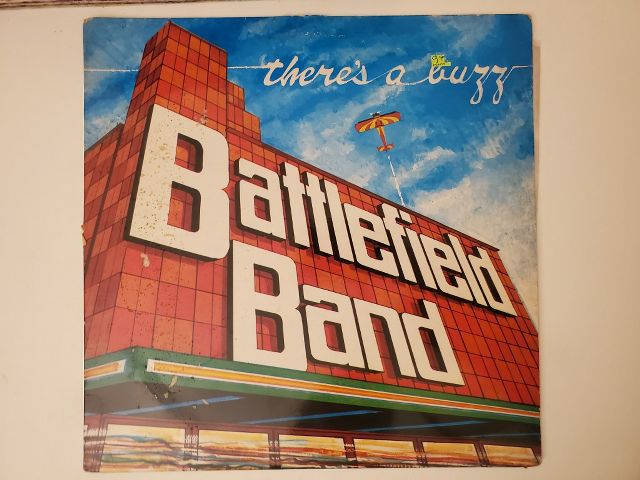 there's a buzz
Battlefield
Band